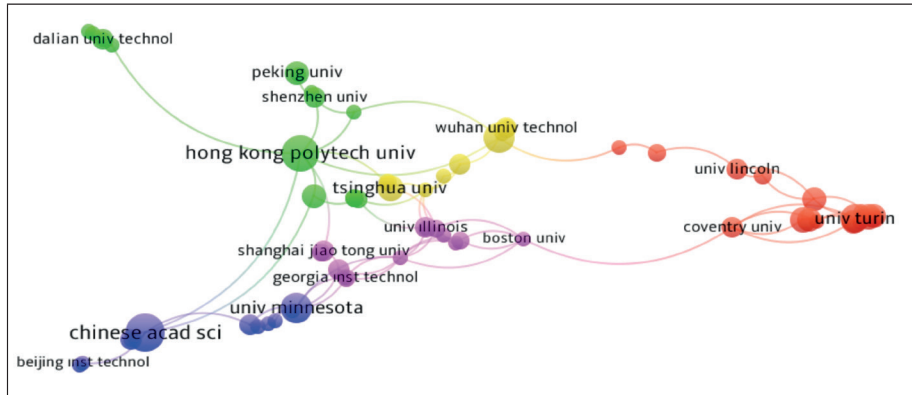 dalian univ technol
peking univ
shenzhen univ
wuhan univ technol
hong kong polytech univ
univ lincoln
tsinghua univ
univ illinois
coventry univ
univ turin
boston univ
shanghai jiao tong univ
georgia inst technol
univ minnesota
chinese acad sci
beijing inst technol